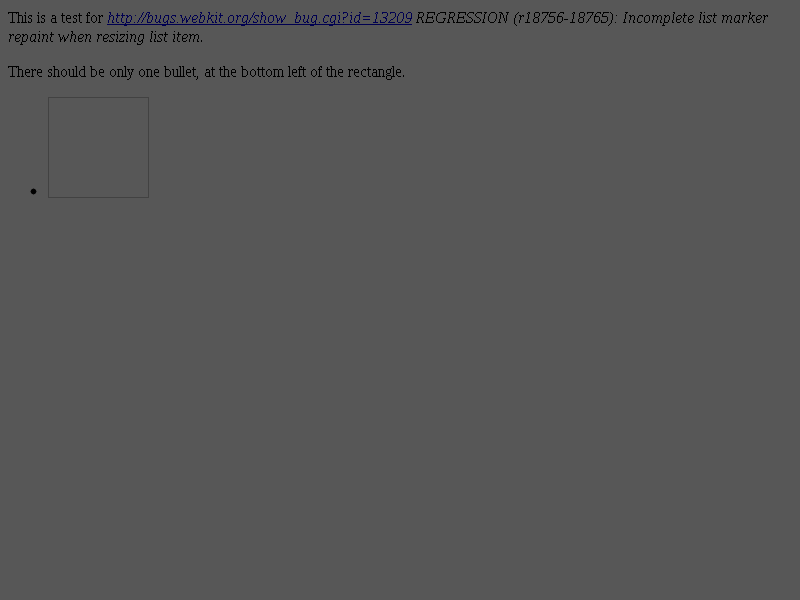 This is a test for http://bugs.webkit.org/show_bug.cgi?id=13209 REGRESSION (r18756-18765): Incomplete list marker
repaint when resizing list item.
There should be only one bullet, at the bottom left of the rectangle.